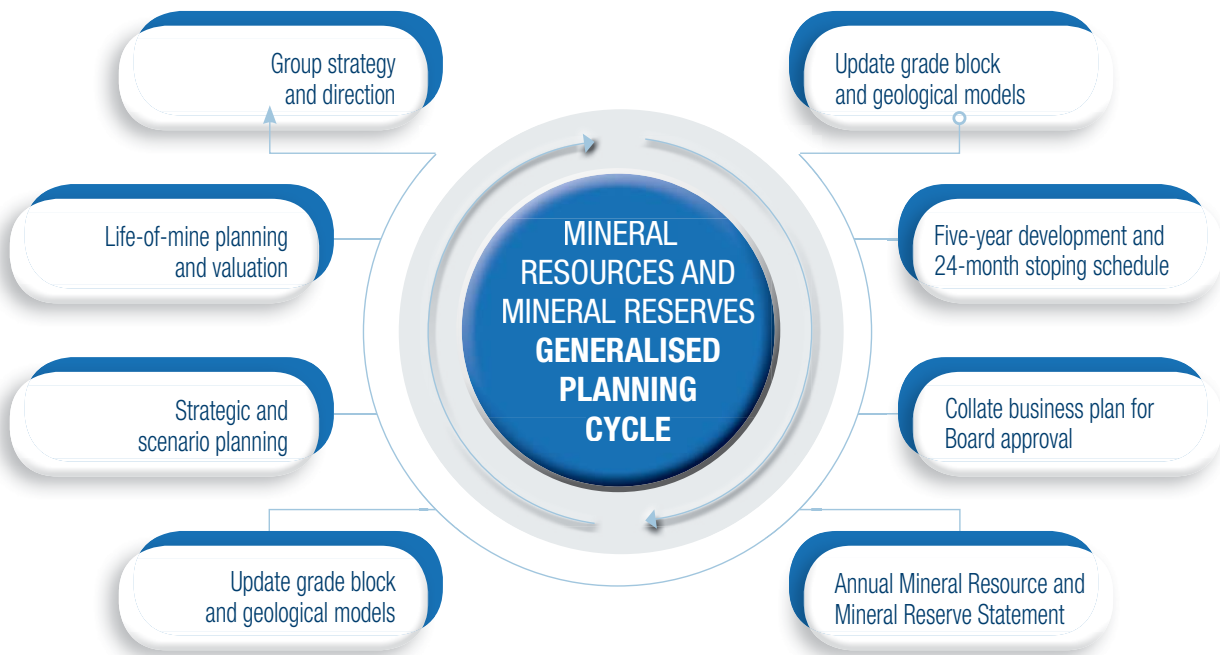 Group strategy
and direction
Life-of-mine planning
and valuation
Strategic and
scenario planning
Update grade block
and geological models
MINERAL
RESOURCES AND
MINERAL RESERVES
GENERALISED
PLANNING
CYCLE
Update grade block
and geological models
Five-year development and
24-month stoping schedule
Collate business plan for
Board approval
Annual Mineral Resource and
Mineral Reserve Statement